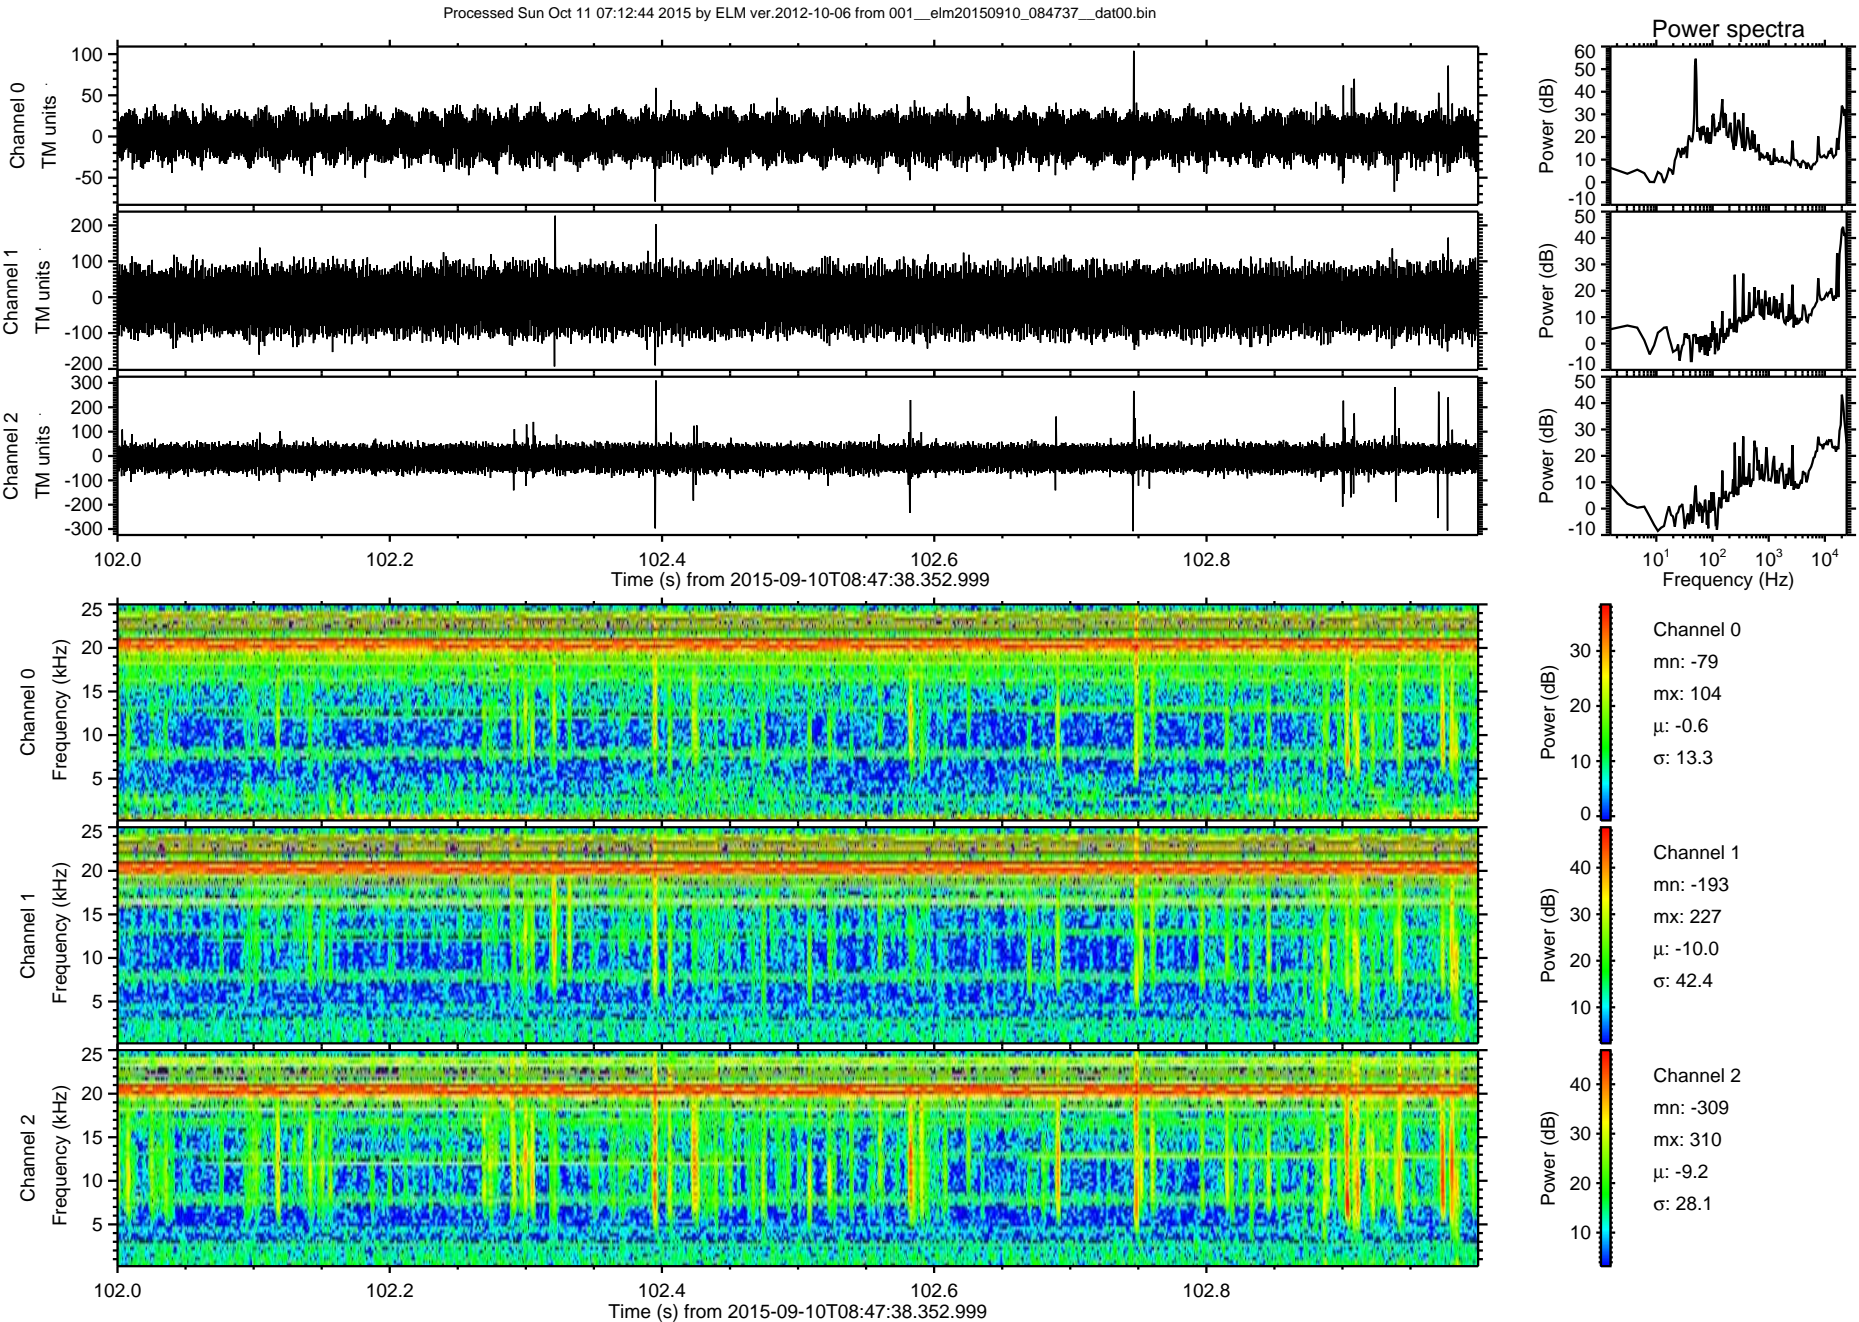 Processed Sun Oct 11 07:12:44 2015 by ELM ver.2012-10-06 from 001__elm20150910_084737__dat00.bin
Power spectra
Channel 0
TM units
100
50
0
-50
Power (dB)
60
50
40
30
20
10
0
-10
Channel 1
TM units
200
100
0
-100
-200
Power (dB)
50
40
30
20
10
0
-10
Channel 2
TM units
300
200
100
0
-100
-200
-300
Power (dB)
50
40
30
20
10
0
-10
102.0 102.2 102.4 102.6 102.8
Time (s) from 2015-09-10T08:47:38.352.999
10¹ 10² 10³ 10⁴
Frequency (Hz)
Channel 0
Frequency (kHz)
25
20
15
10
5
Power (dB)
30
20
10
0
Channel 0
mn: -79
mx: 104
μ: -0.6
σ: 13.3
Channel 1
Frequency (kHz)
25
20
15
10
5
Power (dB)
40
30
20
10
Channel 1
mn: -193
mx: 227
μ: -10.0
σ: 42.4
Channel 2
Frequency (kHz)
25
20
15
10
5
Power (dB)
40
30
20
10
Channel 2
mn: -309
mx: 310
μ: -9.2
σ: 28.1
102.0 102.2 102.4 102.6 102.8
Time (s) from 2015-09-10T08:47:38.352.999